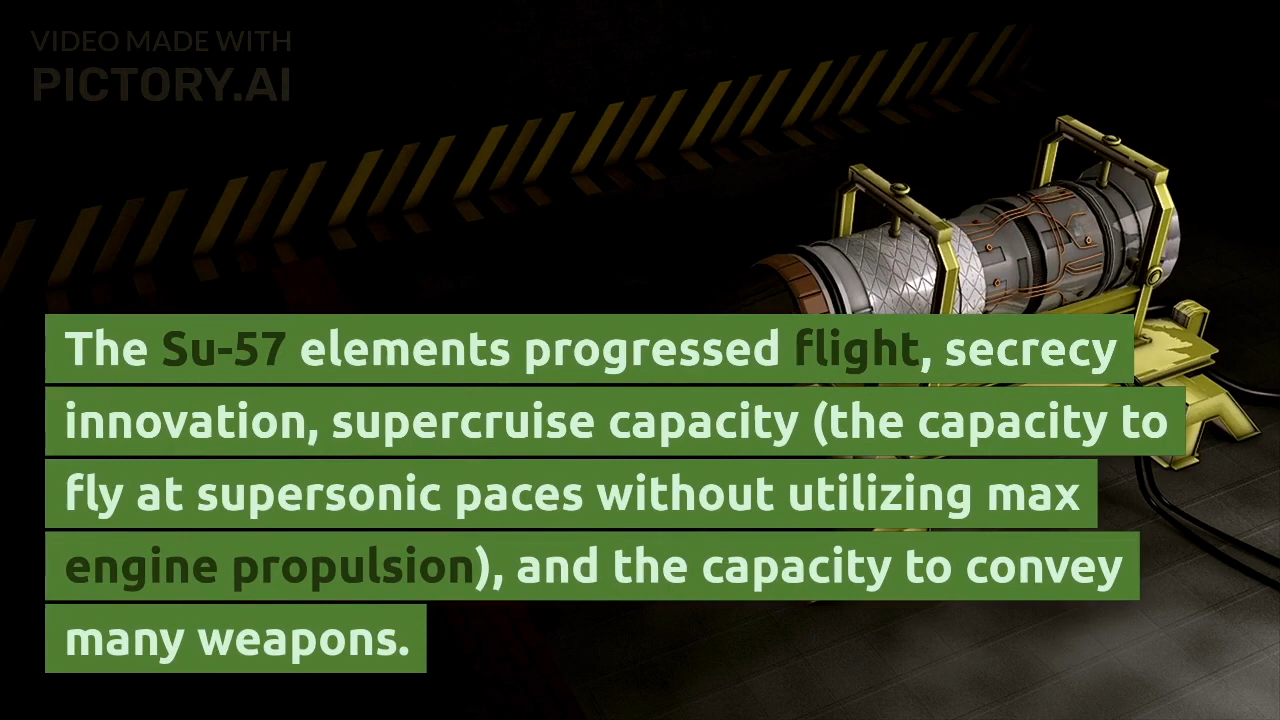 VIDEO MADE WITH
PICTORY.AI
The Su-57 elements progressed flight, secrecy
innovation, supercruise capacity (the capacity to
fly at supersonic paces without utilizing max
engine propulsion), and the capacity to convey
many weapons.